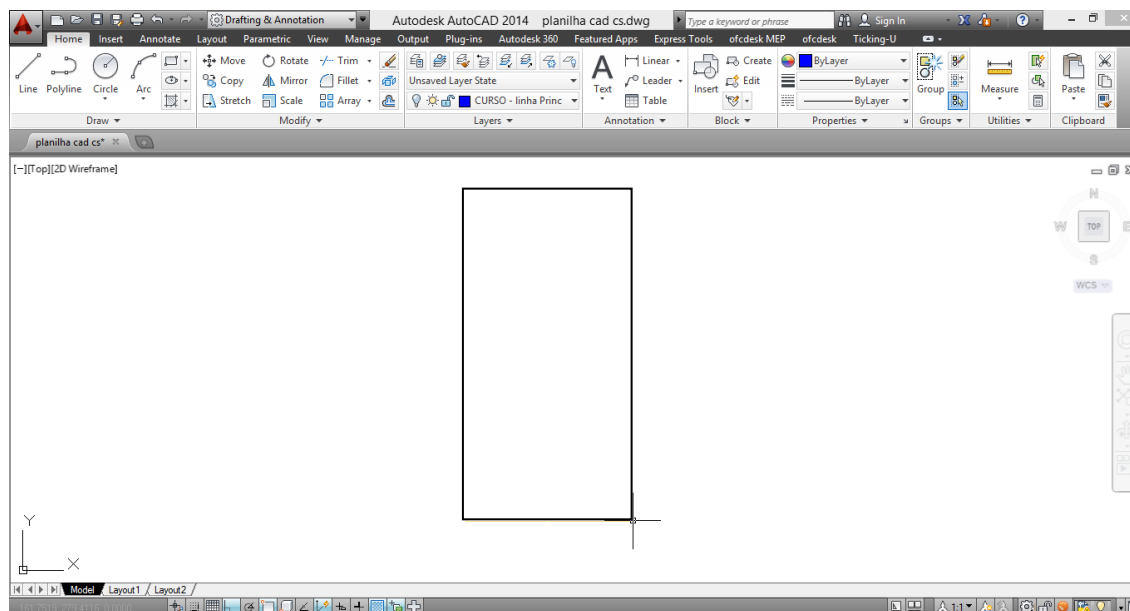 Drafting & Annotation Autodesk AutoCAD 2014 planilha cad cs.dwg Type a keyword or phrase Sign In
Home Insert Annotate Layout Parametric View Manage Output Plug-ins Autodesk 360 Featured Apps Express Tools ofcdesk MEP ofcdesk Ticking-U
Move Rotate Trim Linear Create ByLayer
Line Polyline Circle Arc Copy Mirror Fillet Unsaved Layer State Text Leader Insert Edit ByLayer Group Measure Paste
Stretch Scale Array CURSO - linha Princ Table ByLayer
Draw Modify Layers Annotation Block Properties Groups Utilities Clipboard
planilha cad cs*
[−][Top][2D Wireframe]
N
W TOP E
S
WCS
Y
X
Model Layout1 Layout2
1:1